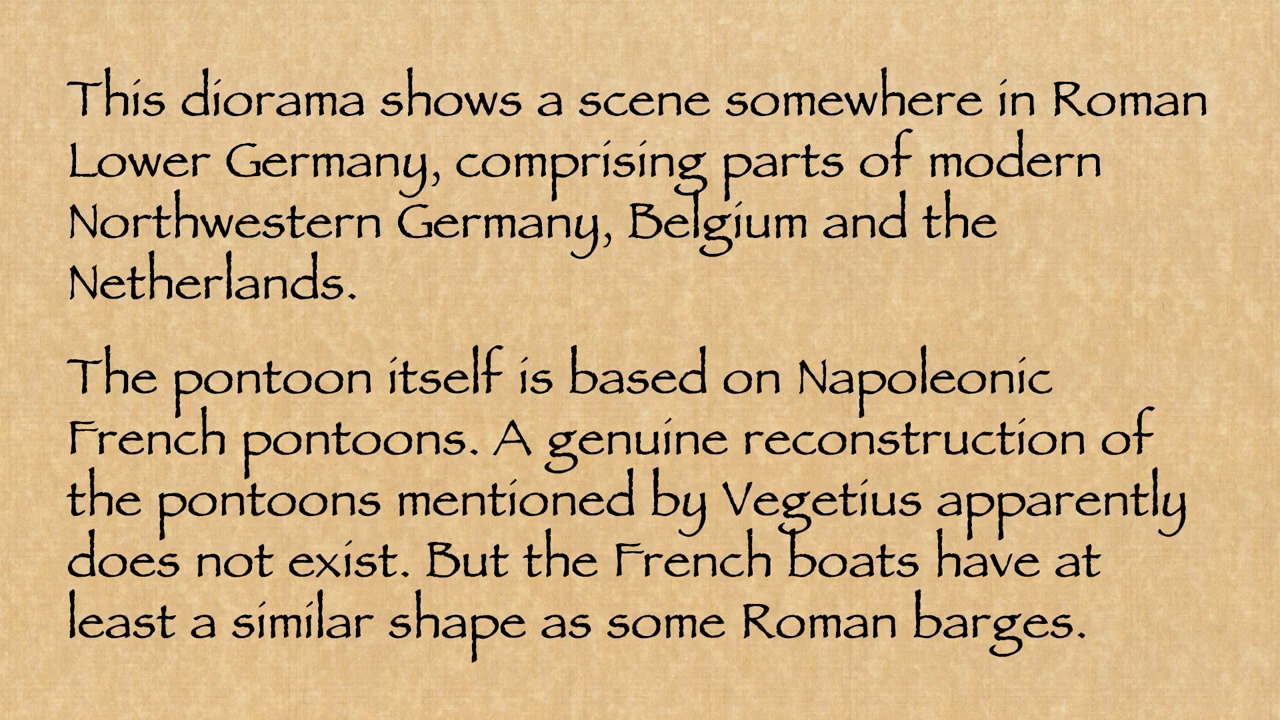 This diorama shows a scene somewhere in Roman
Lower Germany, comprising parts of modern
Northwestern Germany, Belgium and the
Netherlands.
The pontoon itself is based on Napoleonic
French pontoons. A genuine reconstruction of
the pontoons mentioned by Vegetius apparently
does not exist. But the French boats have at
least a similar shape as some Roman barges.